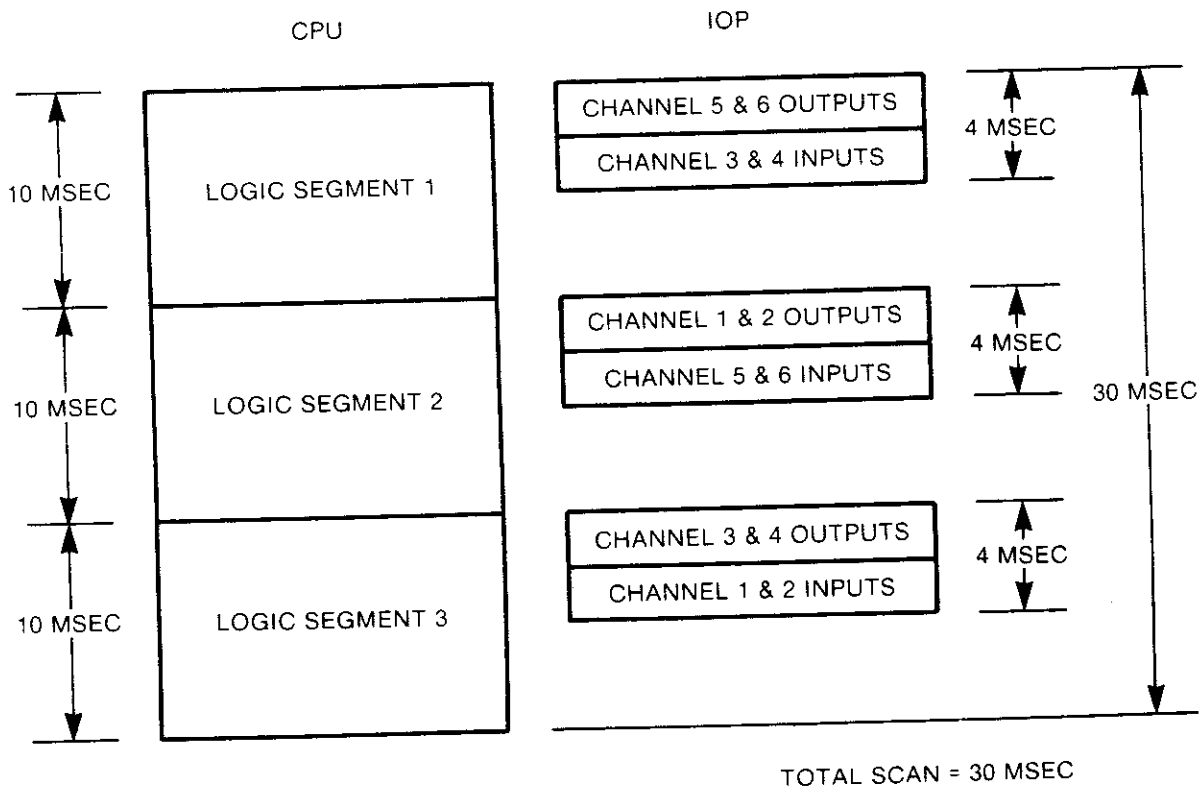 CPU
IOP
10 MSEC
LOGIC SEGMENT 1
CHANNEL 5 & 6 OUTPUTS
CHANNEL 3 & 4 INPUTS
4 MSEC
10 MSEC
LOGIC SEGMENT 2
CHANNEL 1 & 2 OUTPUTS
CHANNEL 5 & 6 INPUTS
4 MSEC
30 MSEC
10 MSEC
LOGIC SEGMENT 3
CHANNEL 3 & 4 OUTPUTS
CHANNEL 1 & 2 INPUTS
4 MSEC
TOTAL SCAN = 30 MSEC